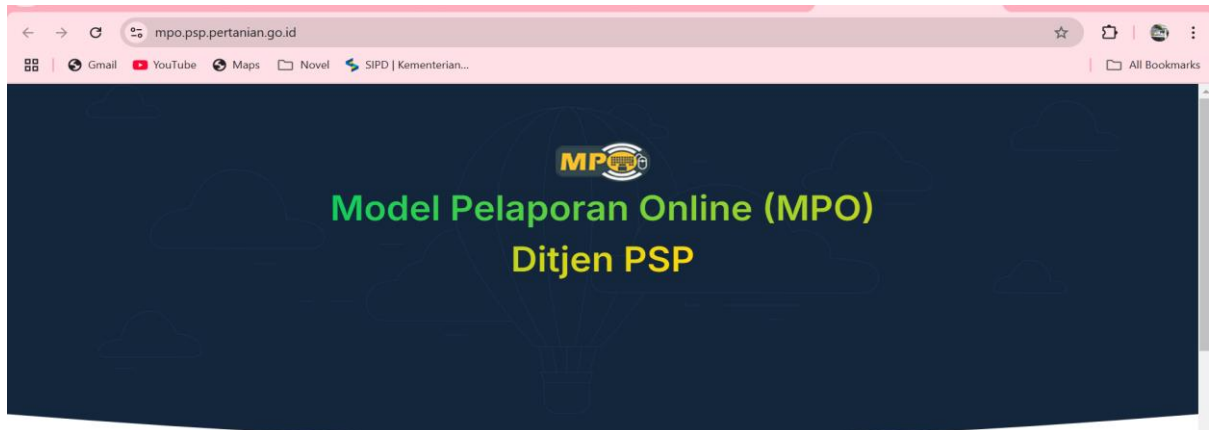 mpo.psp.pertanian.go.id
Gmail YouTube Maps Novel SIPD | Kementerian... All Bookmarks
MPO
Model Pelaporan Online (MPO)
Ditjen PSP